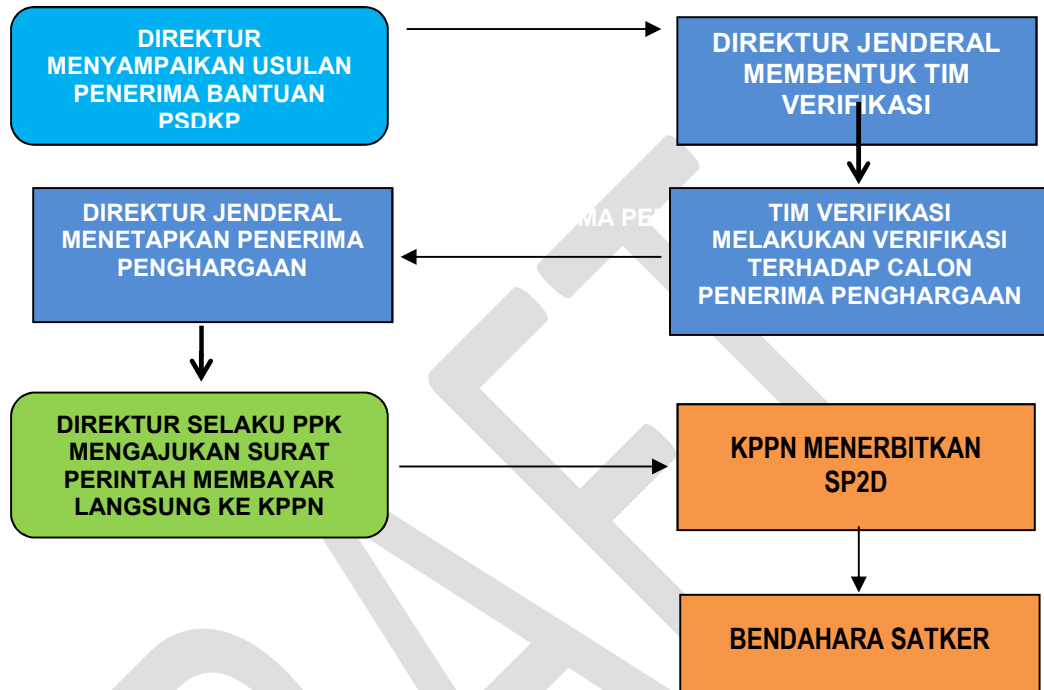 DIREKTUR
MENYAMPAIKAN USULAN
PENERIMA BANTUAN
PSDKP
DIREKTUR JENDERAL
MEMBENTUK TIM
VERIFIKASI
DIREKTUR JENDERAL
MENETAPKAN PENERIMA
PENGHARGAAN
TIM VERIFIKASI
MELAKUKAN VERIFIKASI
TERHADAP CALON
PENERIMA PENGHARGAAN
DIREKTUR SELAKU PPK
MENGAJUKAN SURAT
PERINTAH MEMBAYAR
LANGSUNG KE KPPN
KPPN MENERBITKAN
SP2D
BENDAHARA SATKER